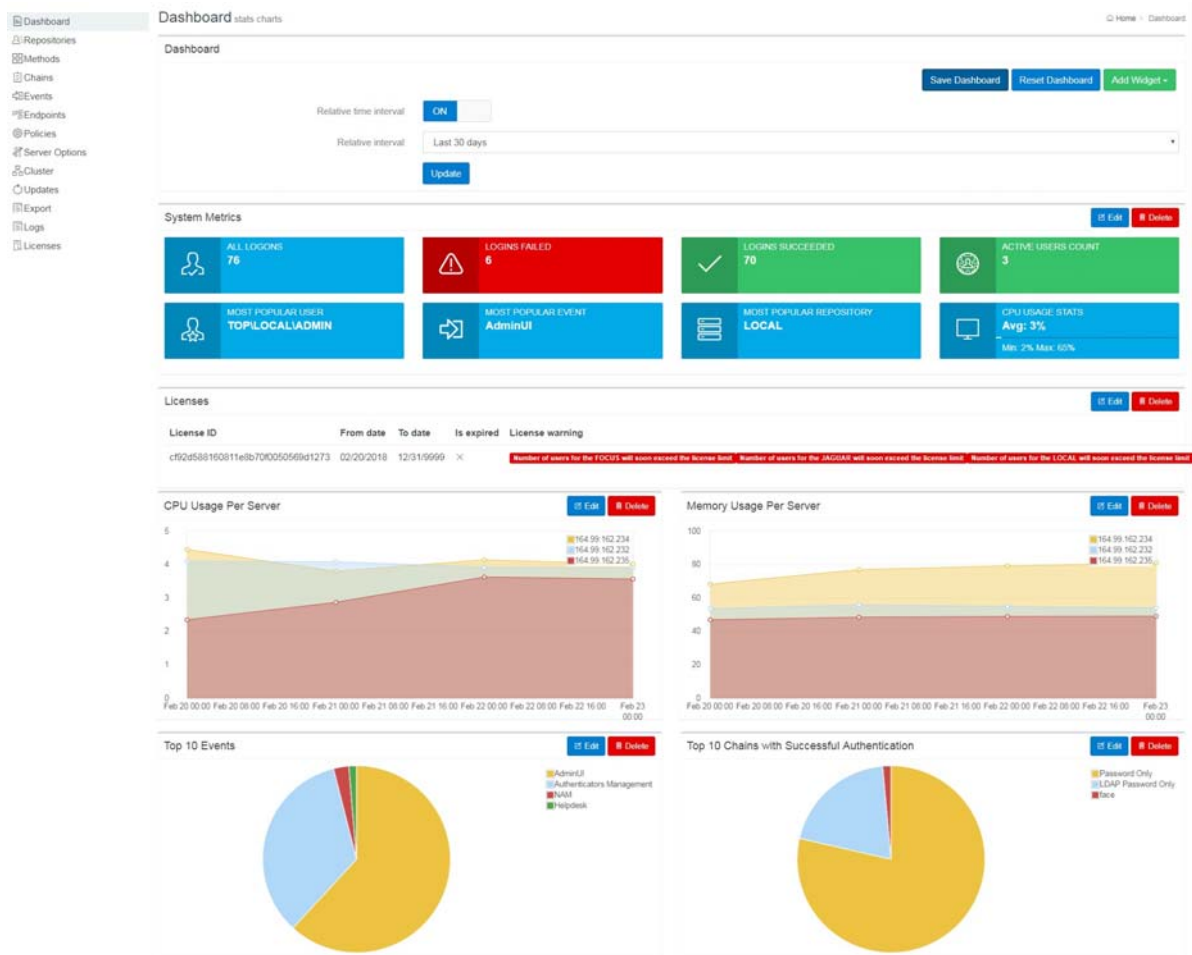 Dashboard
Repositories
Methods
Chains
Events
Endpoints
Policies
Server Options
Cluster
Updates
Export
Logs
Licenses
Dashboard stats charts
Home > Dashboard
Dashboard
Save Dashboard Reset Dashboard Add Widget
Relative time interval ON
Relative interval Last 30 days
Update
System Metrics Edit Delete
ALL LOGONS
76
LOGINS FAILED
6
LOGINS SUCCEEDED
70
ACTIVE USERS COUNT
3
MOST POPULAR USER
TOP\LOCAL\ADMIN
MOST POPULAR EVENT
AdminUI
MOST POPULAR REPOSITORY
LOCAL
CPU USAGE STATS
Avg: 3%
Min: 2% Max: 65%
Licenses Edit Delete
License ID From date To date Is expired License warning
cf92d588160811e8b70f0050569d1273 02/20/2018 12/31/9999 Number of users for the FOCUS will soon exceed the license limit Number of users for the JAGUAR will soon exceed the license limit Number of users for the LOCAL will soon exceed the license limit
CPU Usage Per Server Edit Delete
164.99.162.234
164.99.162.232
164.99.162.235
5
4
3
2
1
0
Feb 20 00:00 Feb 20 08:00 Feb 20 16:00 Feb 21 00:00 Feb 21 08:00 Feb 21 16:00 Feb 22 00:00 Feb 22 08:00 Feb 22 16:00 Feb 23
00:00
Memory Usage Per Server Edit Delete
164.99.162.234
164.99.162.232
164.99.162.235
100
80
60
40
20
0
Feb 20 00:00 Feb 20 08:00 Feb 20 16:00 Feb 21 00:00 Feb 21 08:00 Feb 21 16:00 Feb 22 00:00 Feb 22 08:00 Feb 22 16:00 Feb 23
00:00
Top 10 Events Edit Delete
AdminUI
Authenticators Management
NAM
Helpdesk
Top 10 Chains with Successful Authentication Edit Delete
Password Only
LDAP Password Only
face